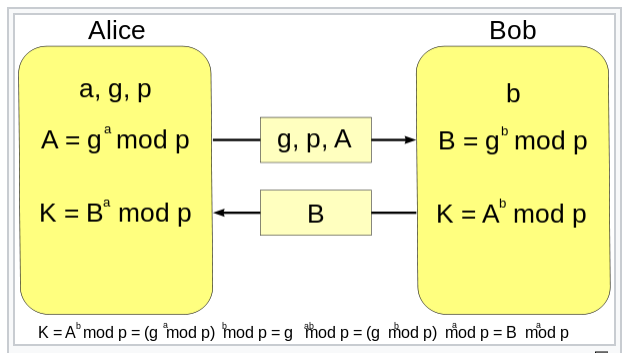 Alice
Bob
a, g, p
b
A = g^a mod p
g, p, A
B = g^b mod p
K = B^a mod p
B
K = A^b mod p
K = A^b mod p = (g^a mod p)^b mod p = g^ab mod p = (g^b mod p)^a mod p = B^a mod p